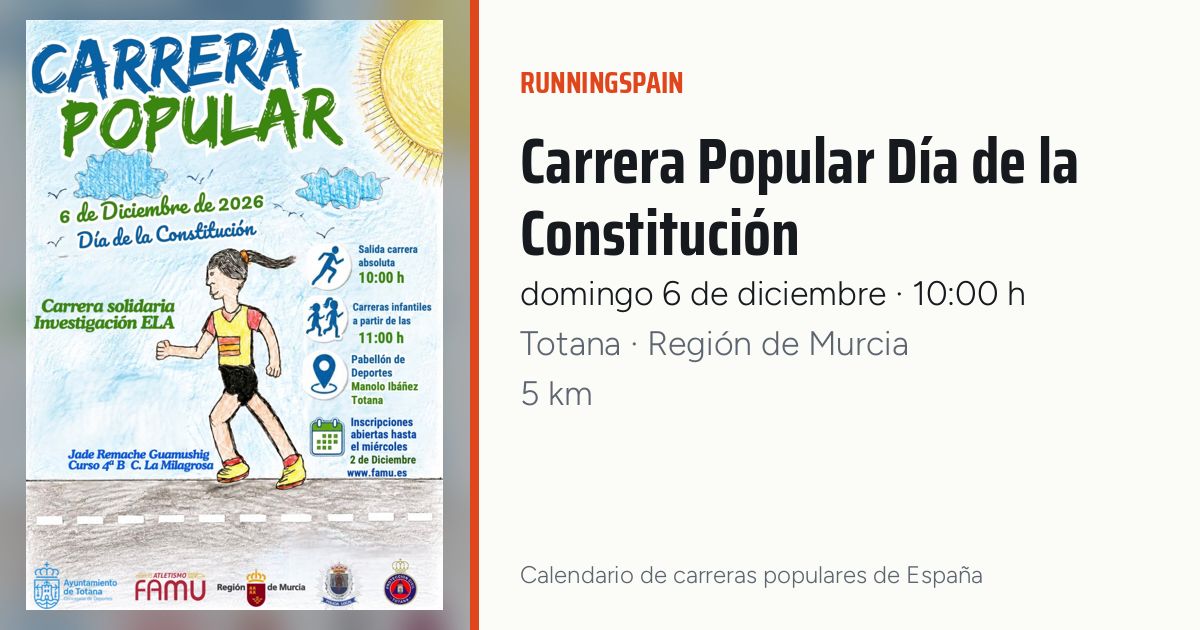 CARRERA
POPULAR
6 de Diciembre de 2026
Día de la Constitución
Salida carrera
absoluta
10:00 h
Carrera solidaria
Investigación ELA
Carreras infantiles
a partir de las
11:00 h
Pabellón de
Deportes
Manolo Ibáñez
Totana
Inscripciones
abiertas hasta
el miércoles
2 de Diciembre
www.famu.es
Jade Remache Guamushig
Curso 4ª B C. La Milagrosa
Ayuntamiento
de Totana
ATLETISMO
FAMU
Región de Murcia
RUNNINGSPAIN
Carrera Popular Día de la
Constitución
domingo 6 de diciembre · 10:00 h
Totana · Región de Murcia
5 km
Calendario de carreras populares de España